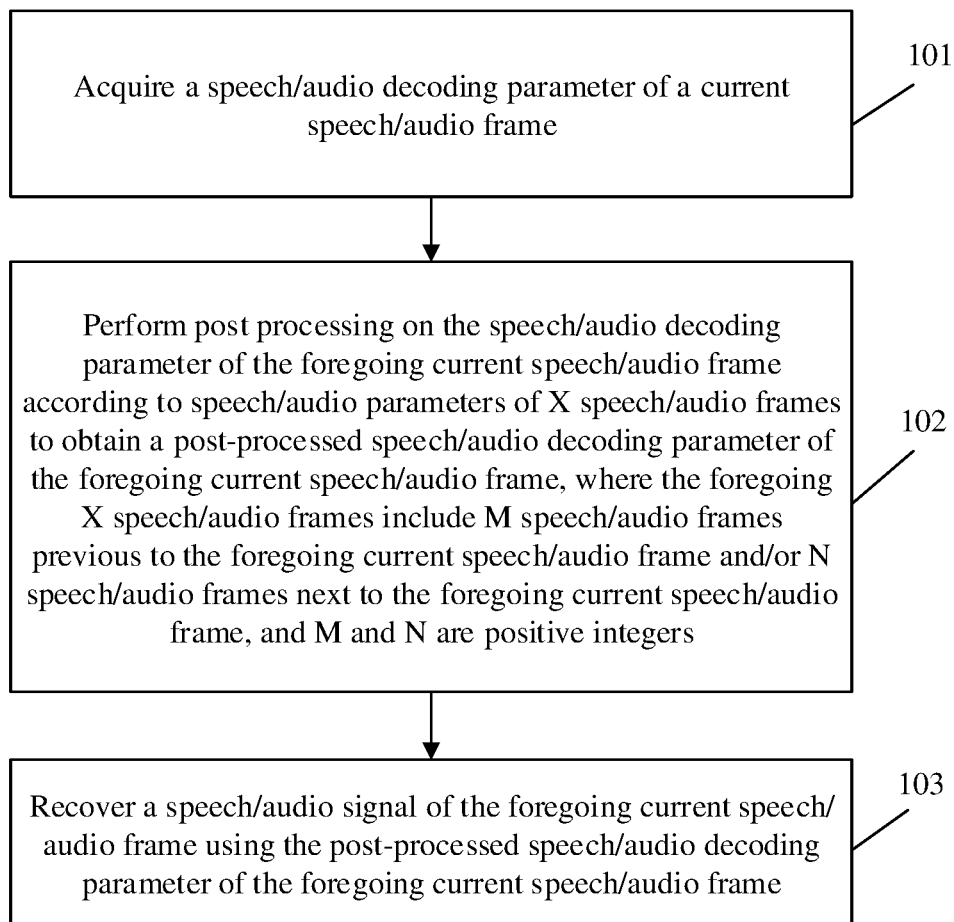 Acquire a speech/audio decoding parameter of a current
speech/audio frame
101
Perform post processing on the speech/audio decoding
parameter of the foregoing current speech/audio frame
according to speech/audio parameters of X speech/audio frames
to obtain a post-processed speech/audio decoding parameter of
the foregoing current speech/audio frame, where the foregoing
X speech/audio frames include M speech/audio frames
previous to the foregoing current speech/audio frame and/or N
speech/audio frames next to the foregoing current speech/audio
frame, and M and N are positive integers
102
Recover a speech/audio signal of the foregoing current speech/
audio frame using the post-processed speech/audio decoding
parameter of the foregoing current speech/audio frame
103